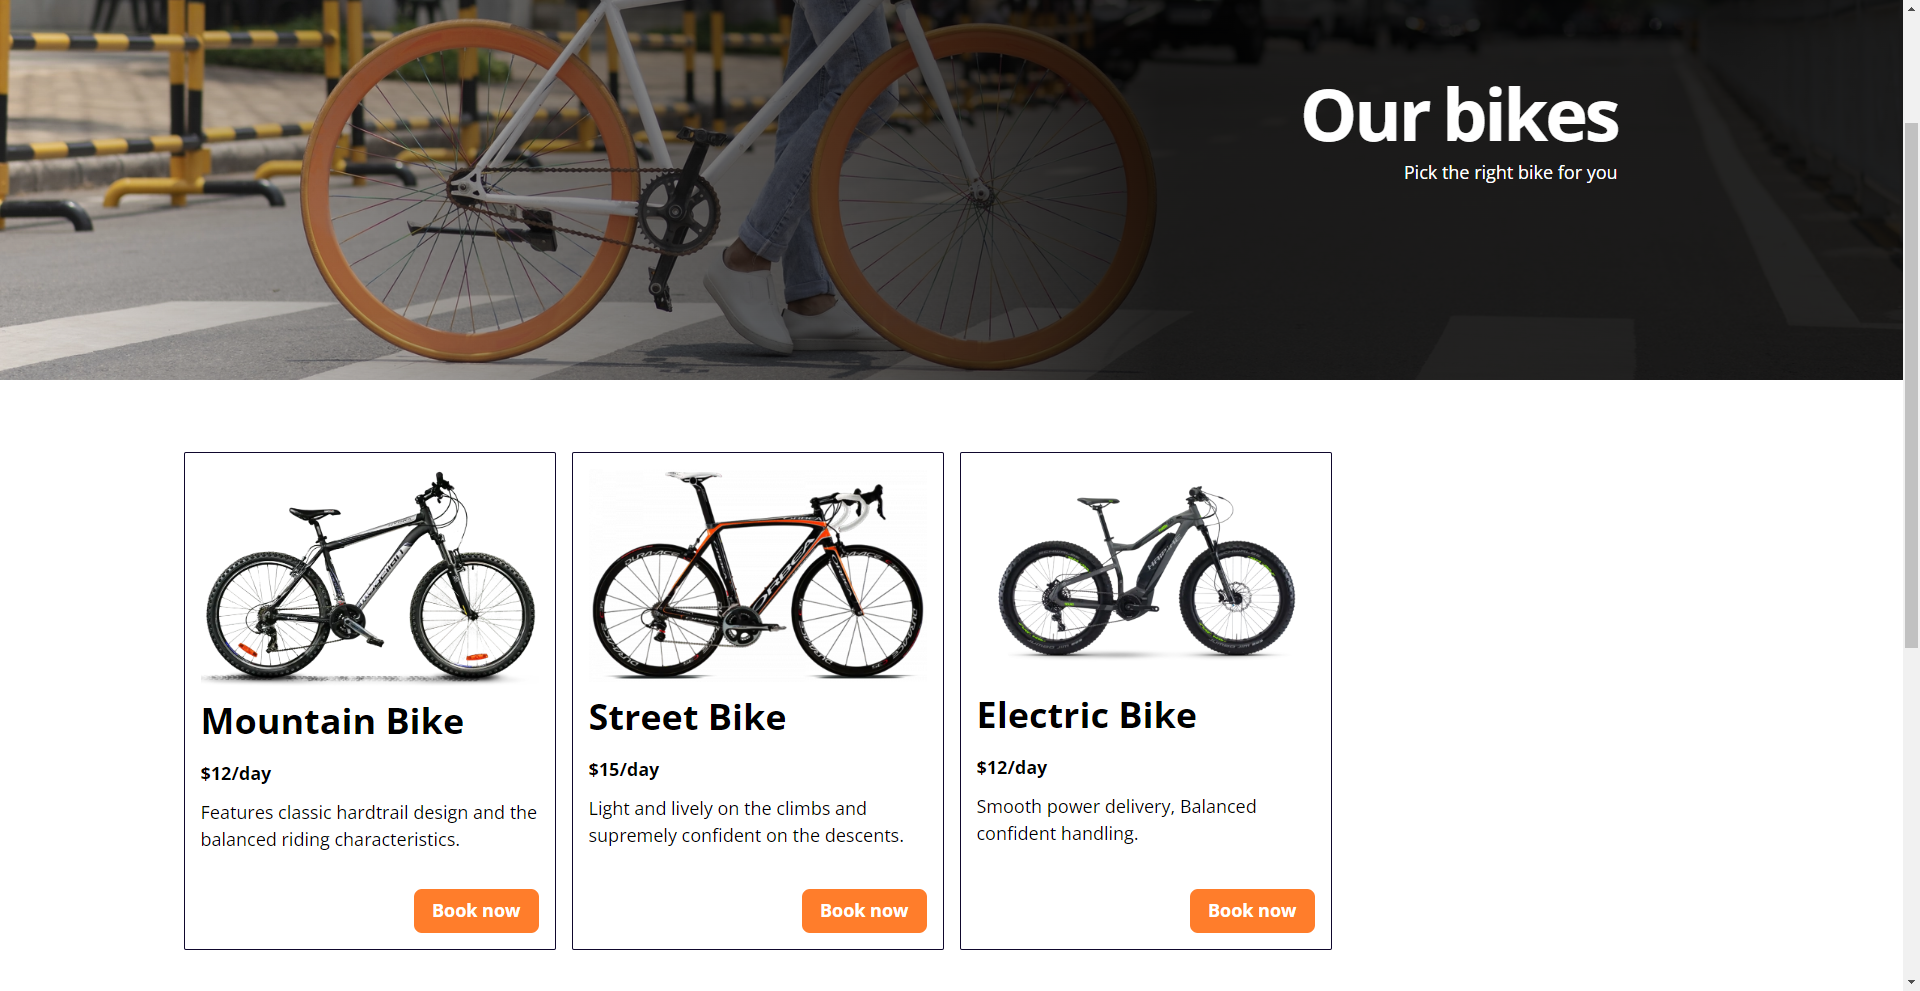 Our bikes
Pick the right bike for you
ORBEA
Mountain Bike
$12/day
Features classic hardtrail design and the
balanced riding characteristics.
Book now
Street Bike
$15/day
Light and lively on the climbs and
supremely confident on the descents.
Book now
Electric Bike
$12/day
Smooth power delivery, Balanced
confident handling.
Book now